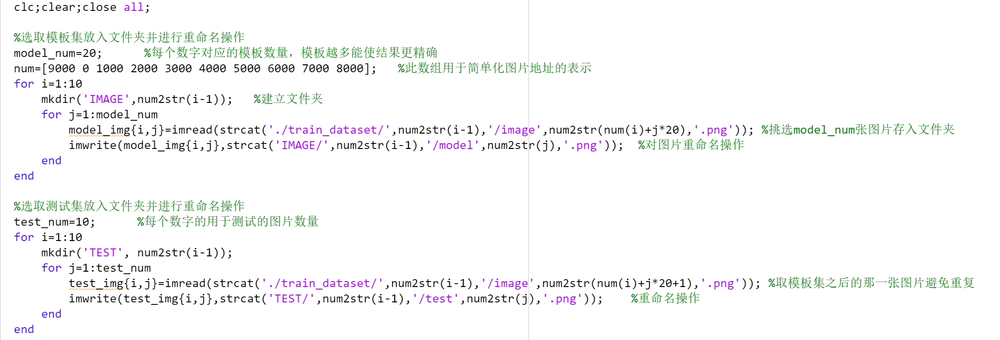 clc;clear;close all;
%选取模板集放入文件夹并进行重命名操作
model_num=20;      %每个数字对应的模板数量，模板越多能使结果更精确
num=[9000 0 1000 2000 3000 4000 5000 6000 7000 8000];   %此数组用于简单化图片地址的表示
for i=1:10
    mkdir('IMAGE',num2str(i-1));   %建立文件夹
    for j=1:model_num
        model_img{i,j}=imread(strcat('./train_dataset/',num2str(i-1),'/image',num2str(num(i)+j*20),'.png')); %挑选model_num张图片存入文件夹
        imwrite(model_img{i,j},strcat('IMAGE/',num2str(i-1),'/model',num2str(j),'.png'));  %对图片重命名操作
    end
end
%选取测试集放入文件夹并进行重命名操作
test_num=10;      %每个数字的用于测试的图片数量
for i=1:10
    mkdir('TEST', num2str(i-1));
    for j=1:test_num
        test_img{i,j}=imread(strcat('./train_dataset/',num2str(i-1),'/image',num2str(num(i)+j*20+1),'.png')); %取模板集之后的那一张图片避免重复
        imwrite(test_img{i,j},strcat('TEST/',num2str(i-1),'/test',num2str(j),'.png'));    %重命名操作
    end
end